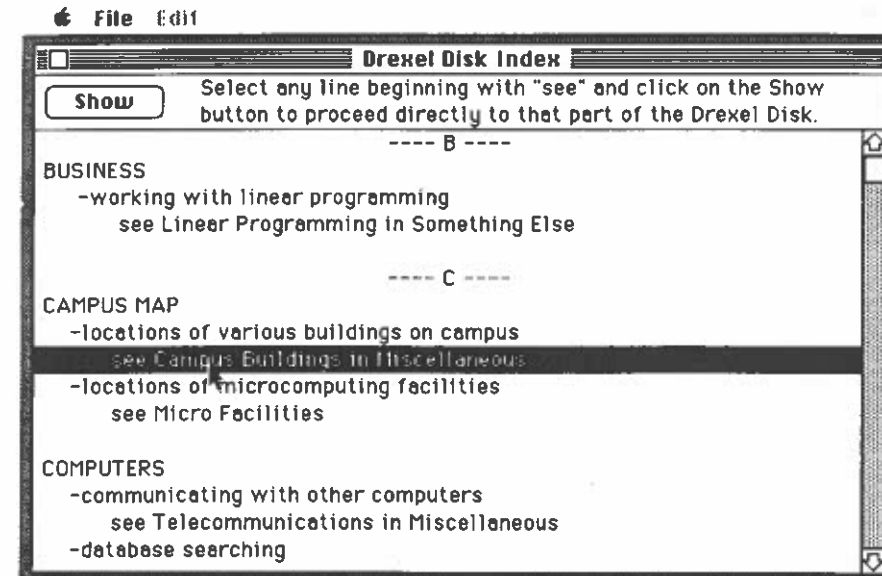 File Edit
Drexel Disk Index
Show
Select any line beginning with "see" and click on the Show
button to proceed directly to that part of the Drexel Disk.
---- B ----
BUSINESS
-working with linear programming
see Linear Programming in Something Else
---- C ----
CAMPUS MAP
-locations of various buildings on campus
see Campus Buildings in Miscellaneous
-locations of microcomputing facilities
see Micro Facilities
COMPUTERS
-communicating with other computers
see Telecommunications in Miscellaneous
-database searching